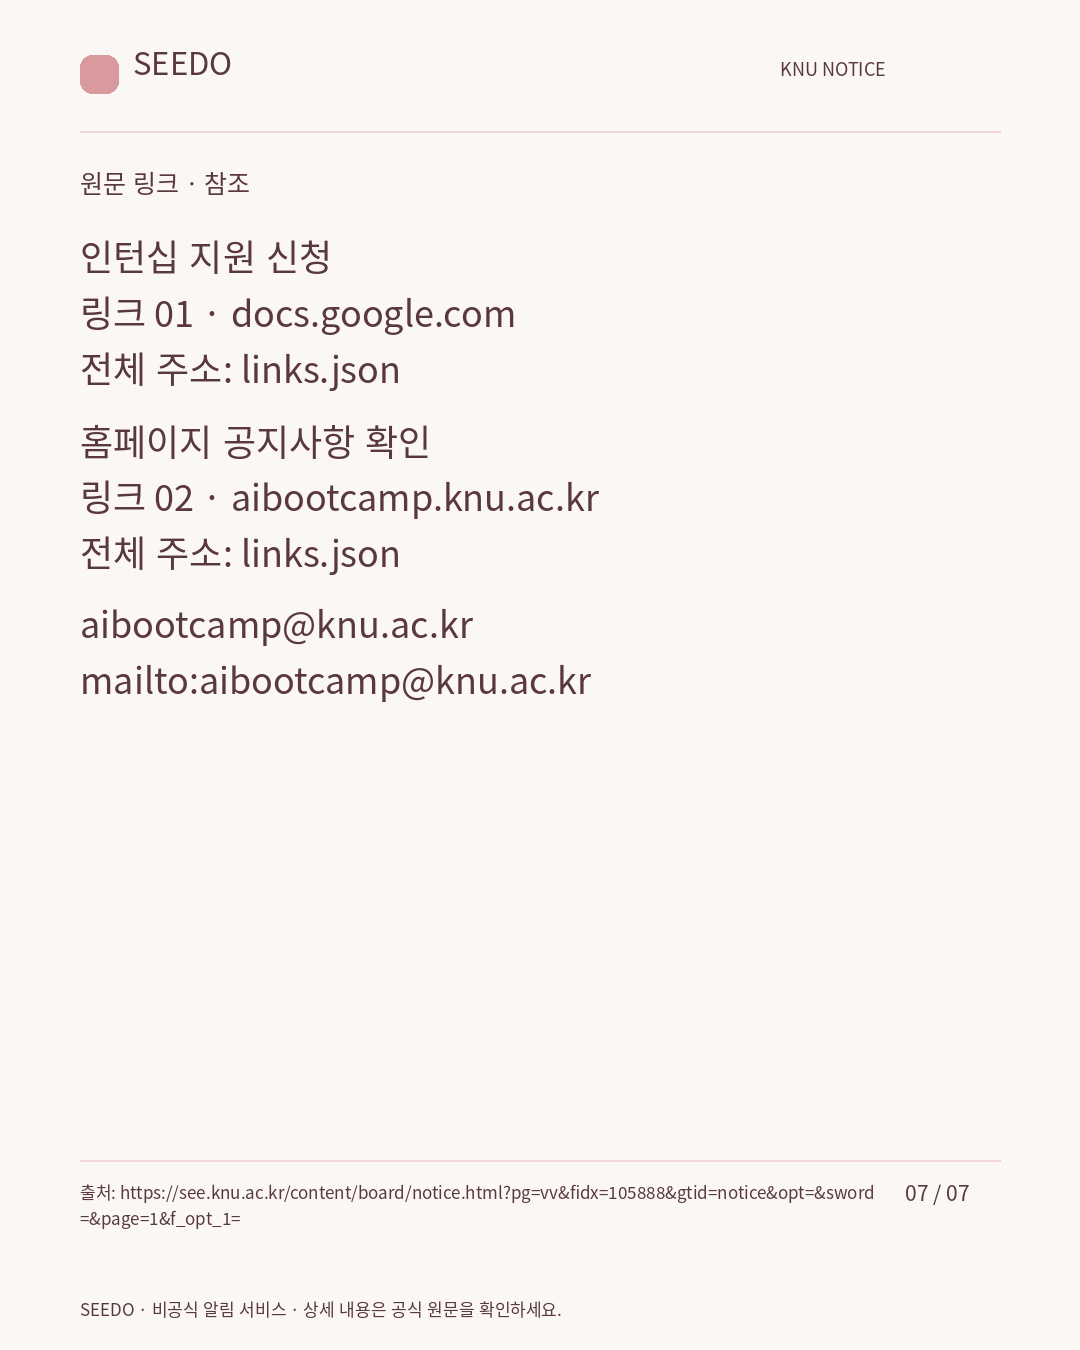 SEEDO
KNU NOTICE
원문 링크 · 참조
인턴십 지원 신청
링크 01 · docs.google.com
전체 주소: links.json
홈페이지 공지사항 확인
링크 02 · aibootcamp.knu.ac.kr
전체 주소: links.json
aibootcamp@knu.ac.kr
mailto:aibootcamp@knu.ac.kr
출처: https://see.knu.ac.kr/content/board/notice.html?pg=vv&fidx=105888&gtid=notice&opt=&sword
=&page=1&f_opt_1=
07 / 07
SEEDO · 비공식 알림 서비스 · 상세 내용은 공식 원문을 확인하세요.